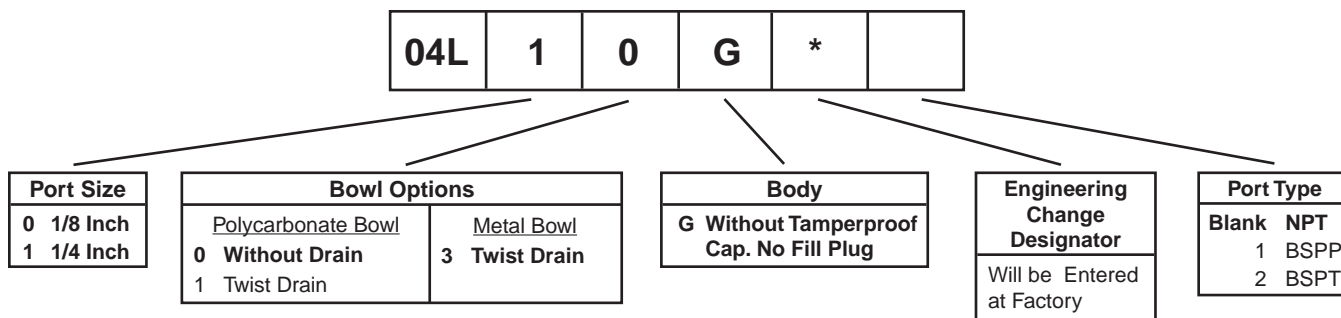 04L 1 0 G *
Port Size
0 1/8 Inch
1 1/4 Inch
Bowl Options
Polycarbonate Bowl
0 Without Drain
1 Twist Drain
Metal Bowl
3 Twist Drain
Body
G Without Tamperproof
Cap. No Fill Plug
Engineering
Change
Designator
Will be Entered
at Factory
Port Type
Blank NPT
1 BSPP
2 BSPT